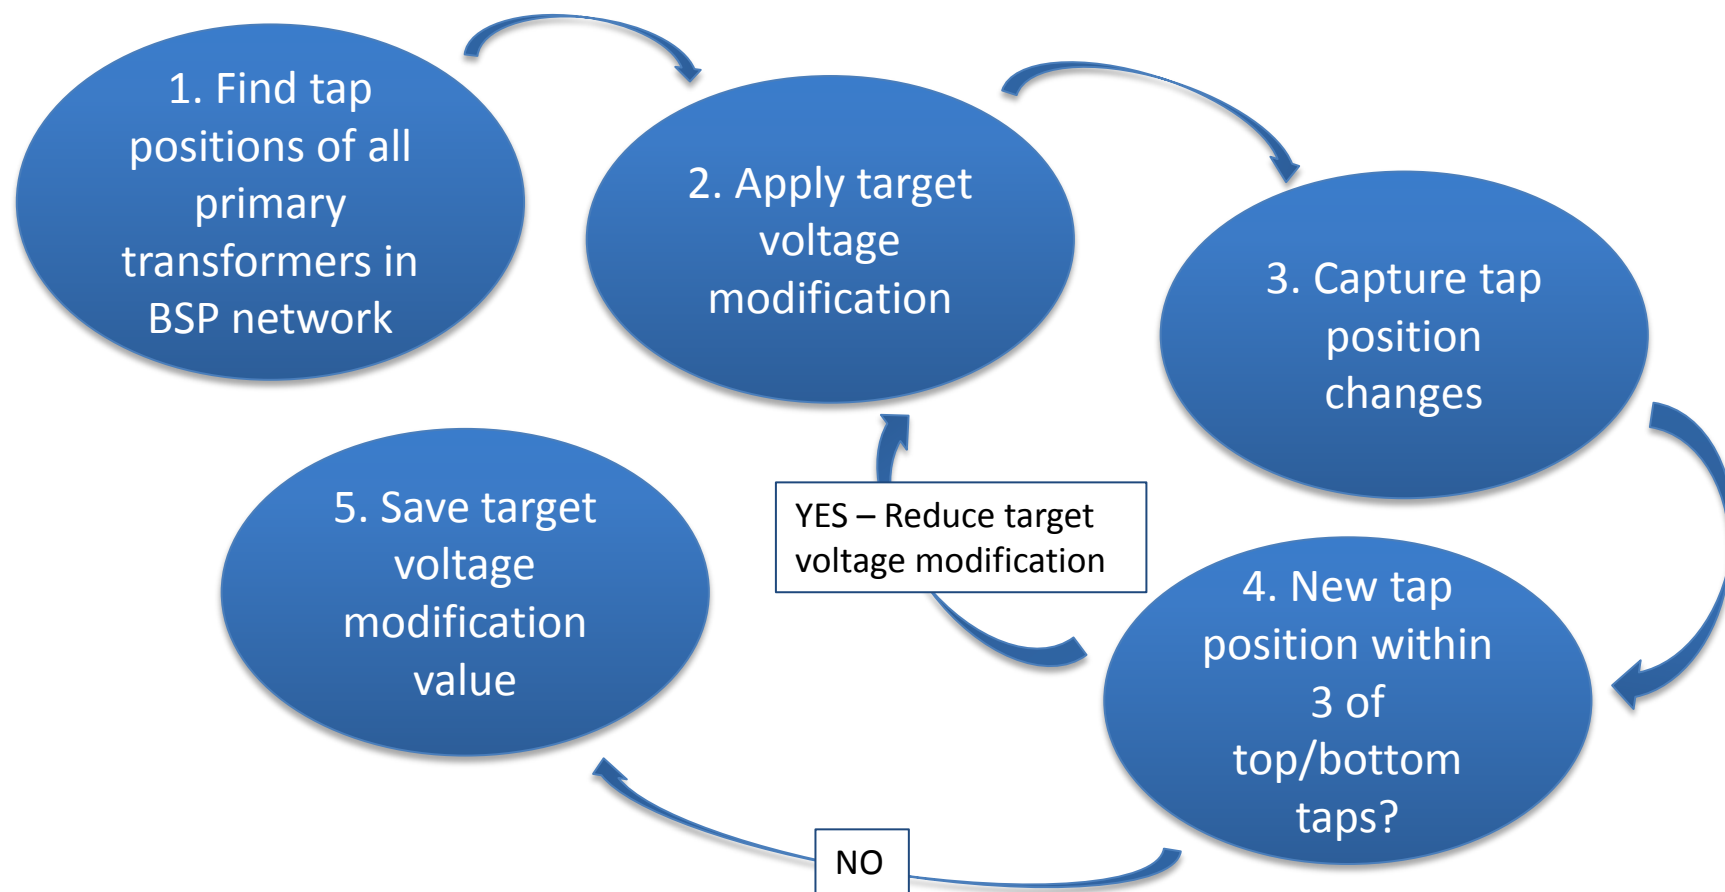 1. Find tap
positions of all
primary
transformers in
BSP network
2. Apply target
voltage
modification
3. Capture tap
position
changes
YES – Reduce target
voltage modification
4. New tap
position within
3 of
top/bottom
taps?
5. Save target
voltage
modification
value
NO